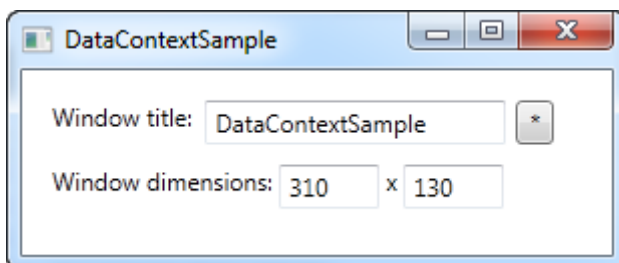 DataContextSample
Window title: DataContextSample *
Window dimensions: 310 x 130